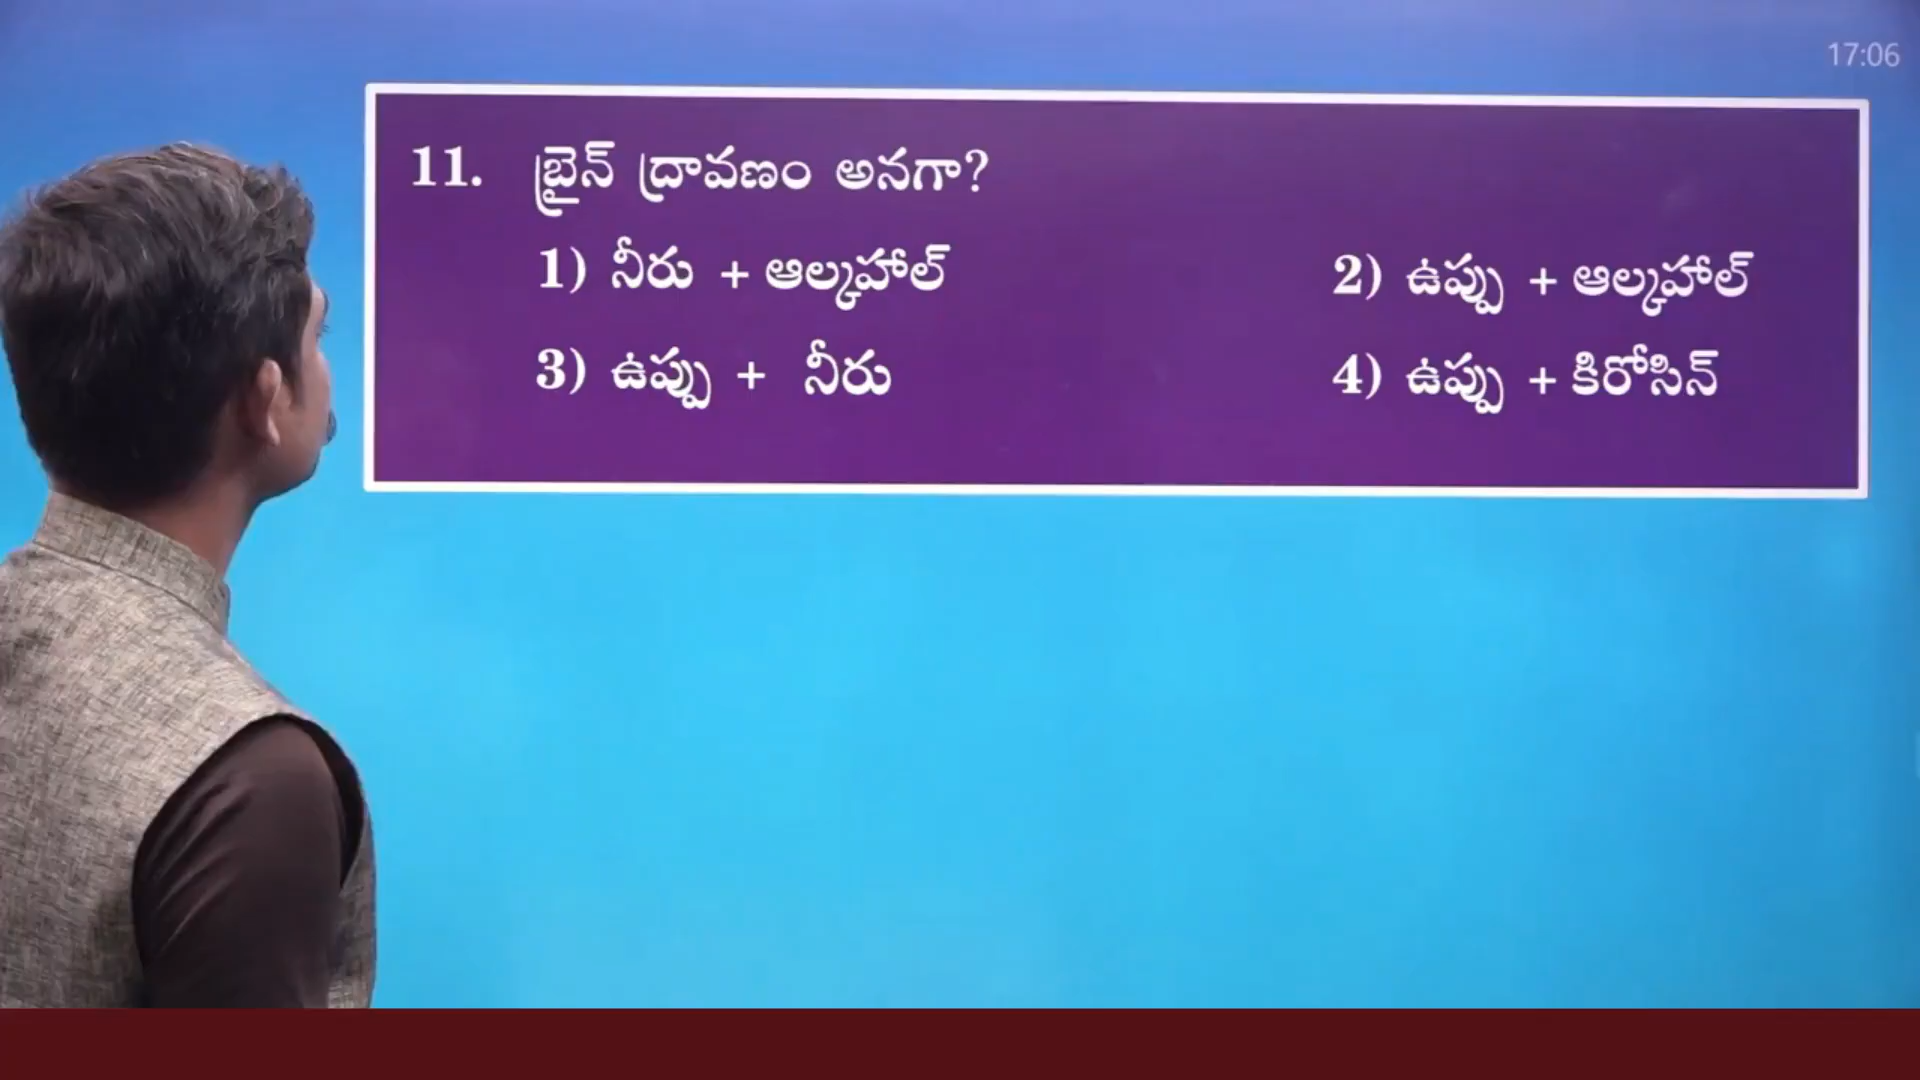 17:06
11. బ్రైన్ ద్రావణం అనగా?
1) నీరు + ఆల్కహాల్ 2) ఉప్పు + ఆల్కహాల్
3) ఉప్పు + నీరు 4) ఉప్పు + కిరోసిన్